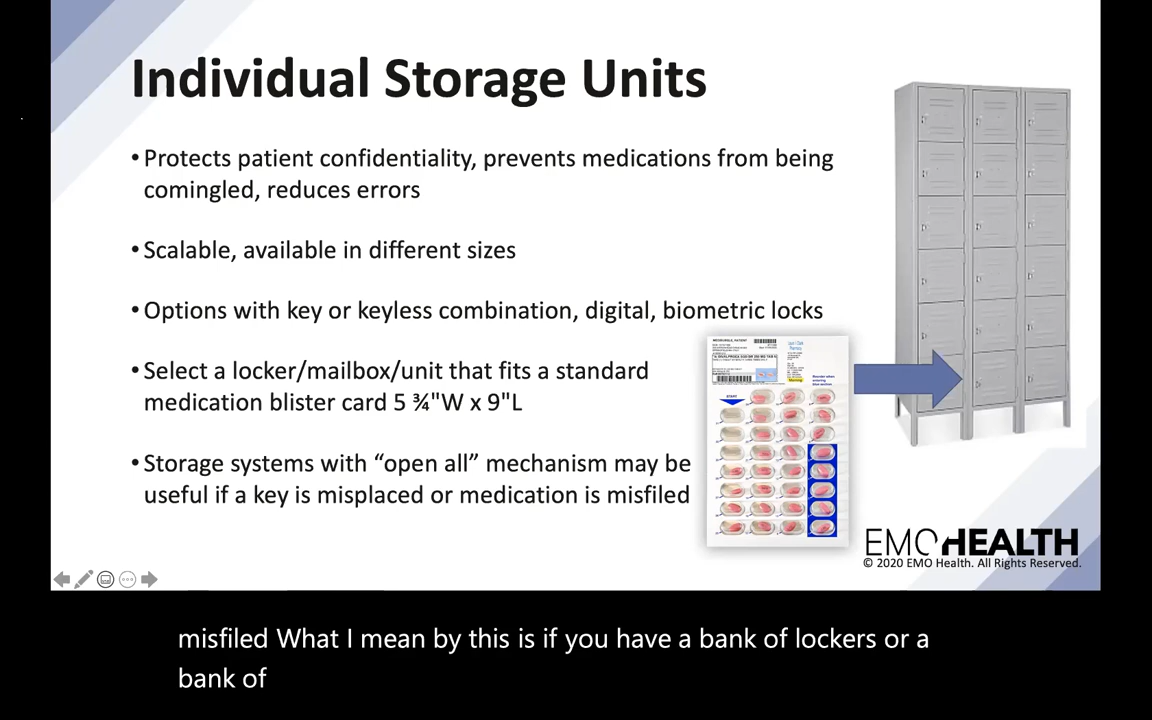 Individual Storage Units
•Protects patient confidentiality, prevents medications from being
comingled, reduces errors
•Scalable, available in different sizes
•Options with key or keyless combination, digital, biometric locks
•Select a locker/mailbox/unit that fits a standard
medication blister card 5 ¾"W x 9"L
•Storage systems with “open all” mechanism may be
useful if a key is misplaced or medication is misfiled
START
EMOHEALTH
© 2020 EMO Health. All Rights Reserved.
misfiled What I mean by this is if you have a bank of lockers or a
bank of